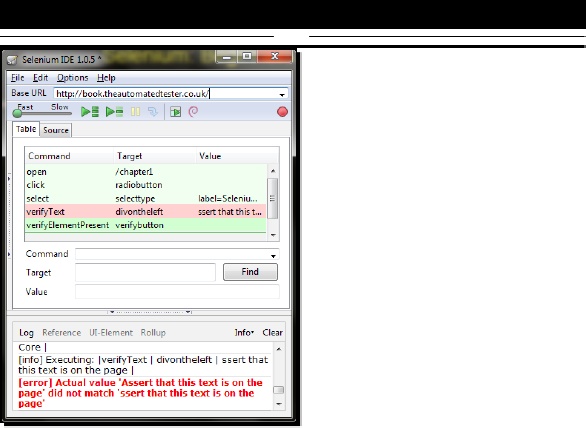 Selenium IDE 1.0.5 *
File Edit Options Help
Base URL http://book.theautomatedtester.co.uk/
Fast Slow
Table Source
Command Target Value
open /chapter1
click radiobutton
select selecttype label=Seleniu...
verifyText divontheleft ssert that this t...
verifyElementPresent verifybutton
Command
Target Find
Value
Log Reference UI-Element Rollup Info Clear
Core |
[info] Executing: |verifyText | divontheleft | ssert that
this text is on the page |
[error] Actual value 'Assert that this text is on the
page' did not match 'ssert that this text is on the
page'